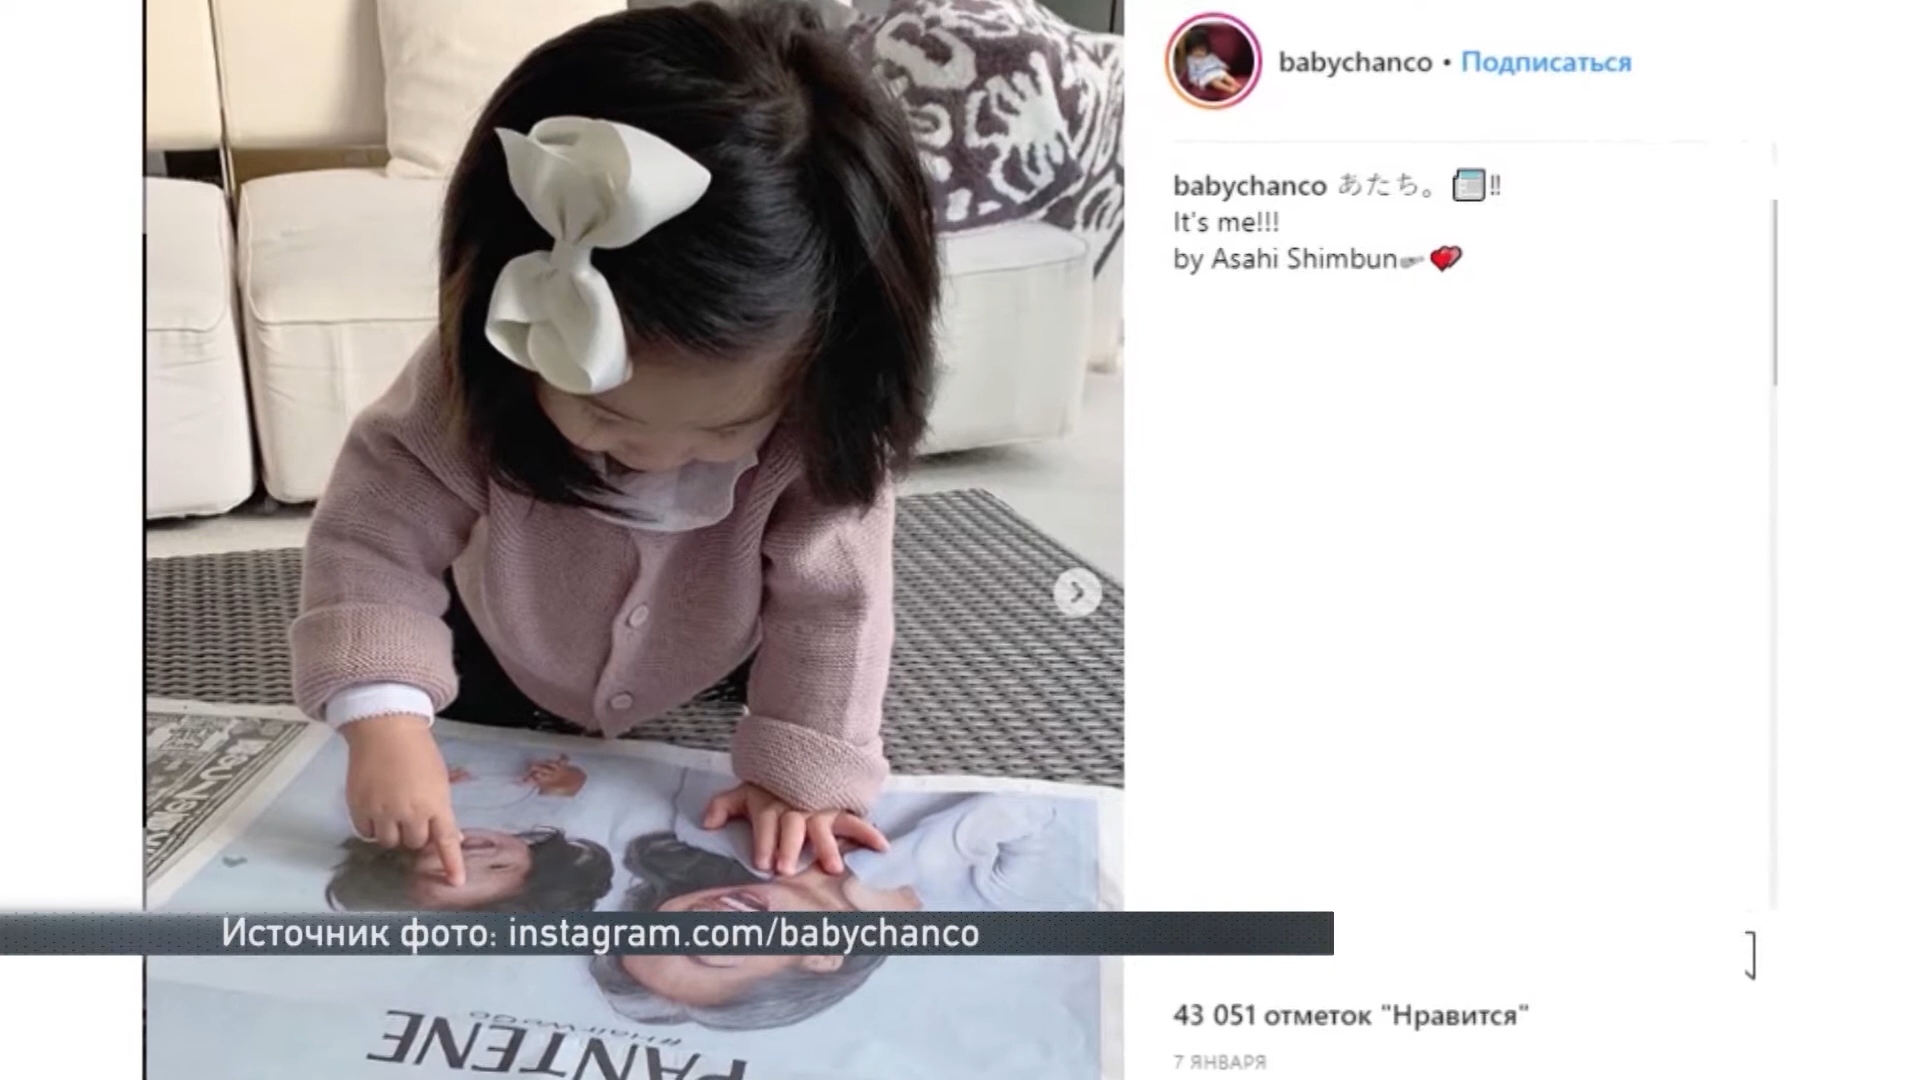 babychanco • Подписаться
babychanco あたち。 !!
It's me!!!
by Asahi Shimbun
Источник фото: instagram.com/babychanco
PANTENE
#HairWeGo
43 051 отметок "Нравится"
7 ЯНВАРЯ